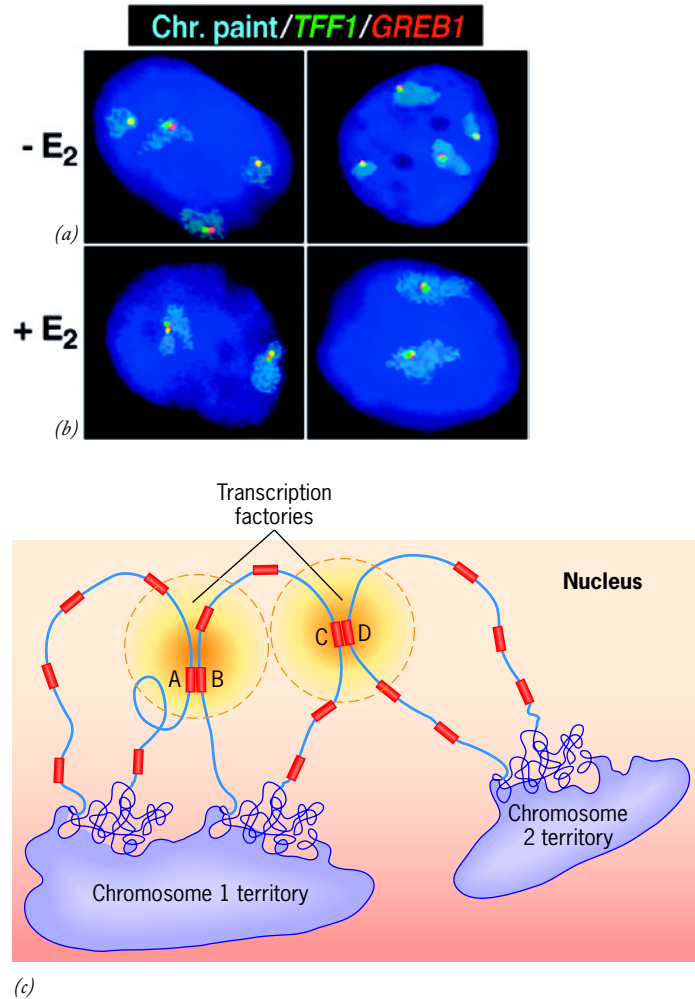 Chr. paint/TFF1/GREB1
- E2
(a)
+ E2
(b)
Transcription
factories
Nucleus
A B
C D
Chromosome 1 territory
Chromosome
2 territory
(c)